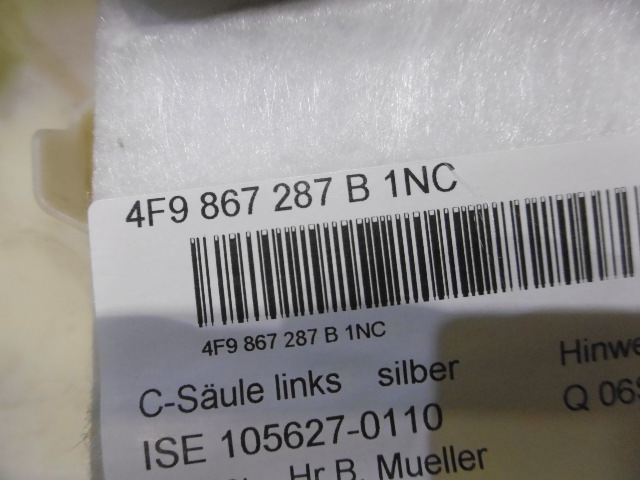 4F9 867 287 B 1NC
4F9 867 287 B 1NC
C-Säule links silber
Hinwe
ISE 105627-0110
Q 06
Hr B. Mueller